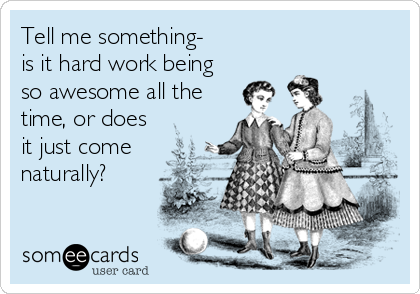 Tell me something-
is it hard work being
so awesome all the
time, or does
it just come
naturally?
someecards
user card